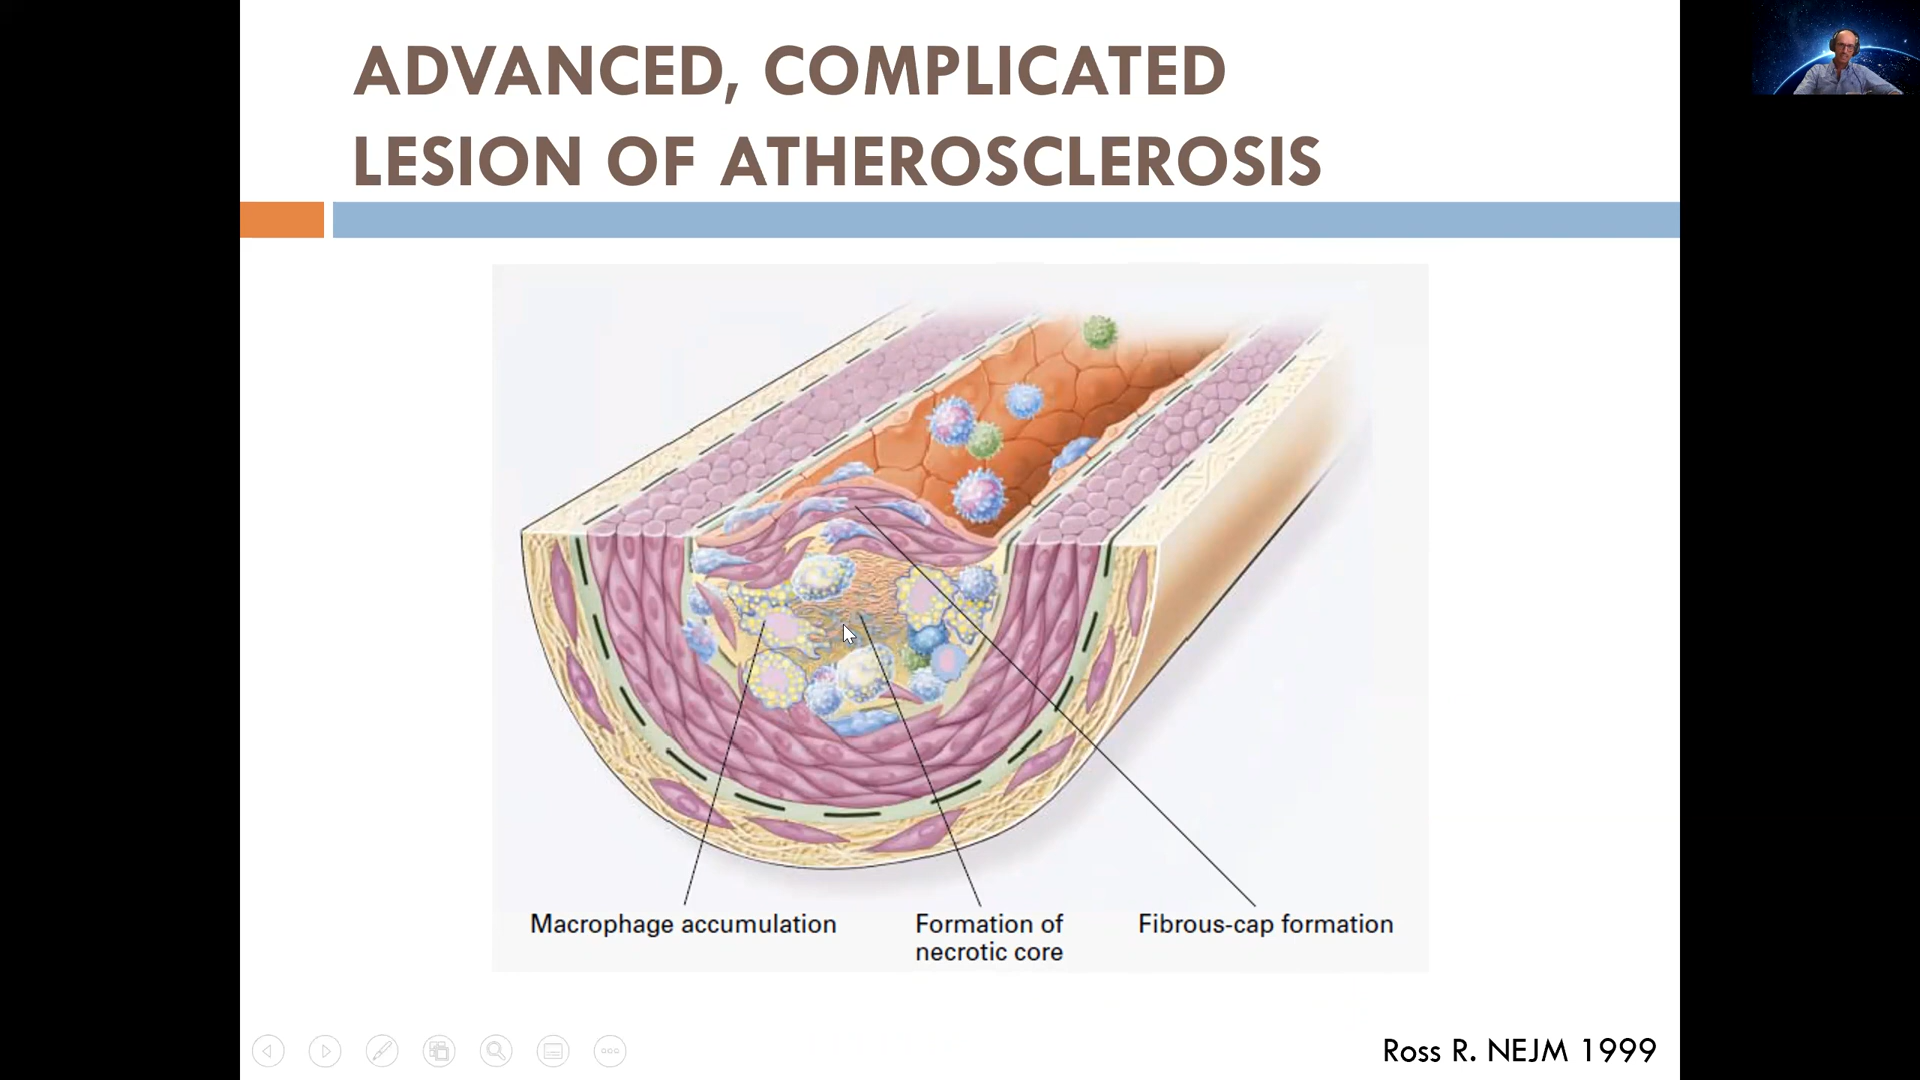 ADVANCED, COMPLICATED
LESION OF ATHEROSCLEROSIS
Macrophage accumulation
Formation of
necrotic core
Fibrous-cap formation
Ross R. NEJM 1999